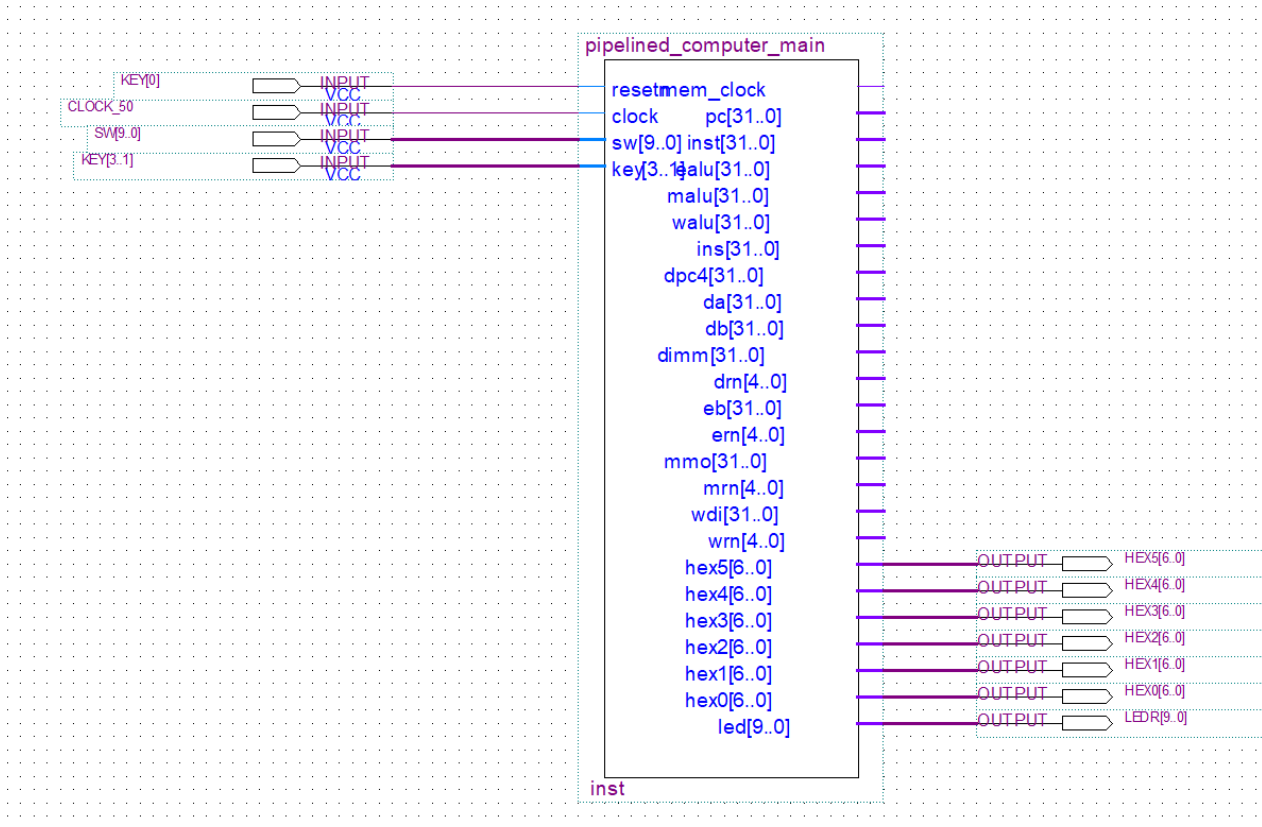 pipelined_computer_main
KEY[0] INPUT VCC
CLOCK_50 INPUT VCC
SW[9..0] INPUT VCC
KEY[3..1] INPUT VCC
resetn mem_clock
clock pc[31..0]
sw[9..0] inst[31..0]
key[3..1] ealu[31..0]
malu[31..0]
walu[31..0]
ins[31..0]
dpc4[31..0]
da[31..0]
db[31..0]
dimm[31..0]
drn[4..0]
eb[31..0]
ern[4..0]
mmo[31..0]
mrn[4..0]
wdi[31..0]
wrn[4..0]
hex5[6..0] OUTPUT HEX5[6..0]
hex4[6..0] OUTPUT HEX4[6..0]
hex3[6..0] OUTPUT HEX3[6..0]
hex2[6..0] OUTPUT HEX2[6..0]
hex1[6..0] OUTPUT HEX1[6..0]
hex0[6..0] OUTPUT HEX0[6..0]
led[9..0] OUTPUT LEDR[9..0]
inst